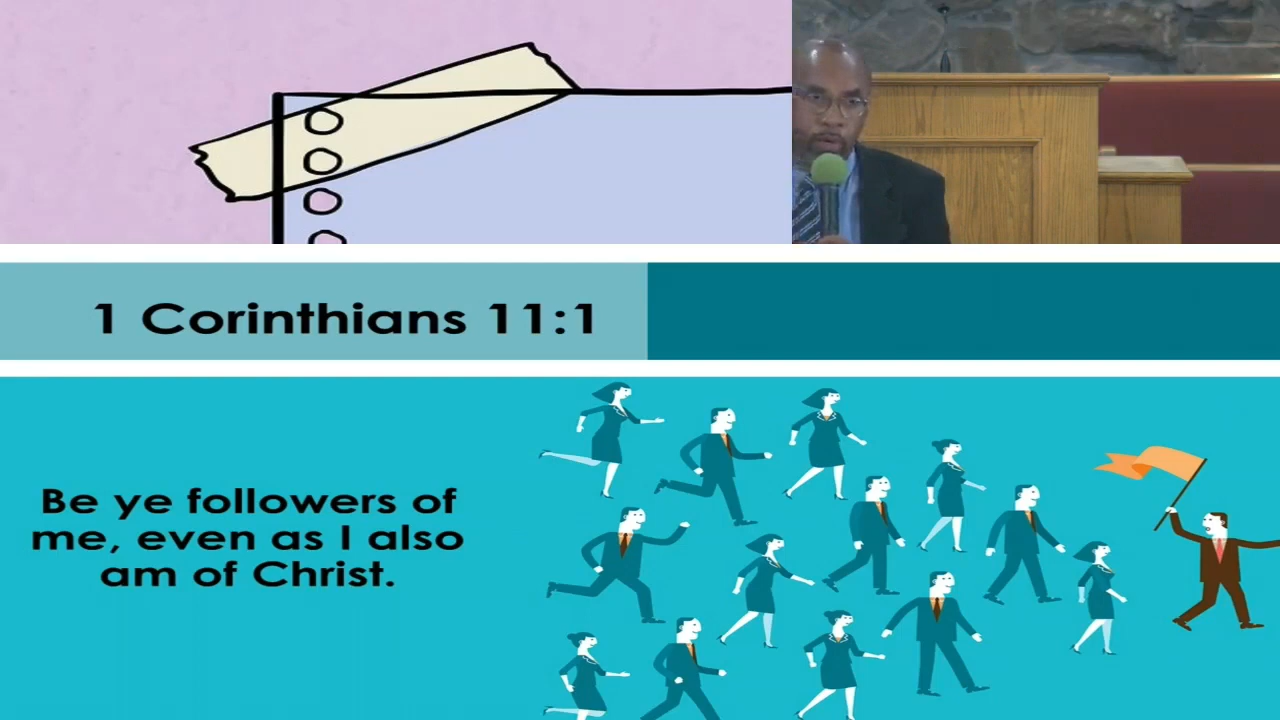 1 Corinthians 11:1
Be ye followers of
me, even as I also
am of Christ.